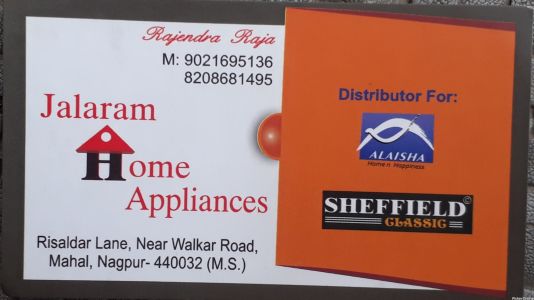 Rajendra Raja
M: 9021695136
8208681495
Jalaram
Home
Appliances
Risaldar Lane, Near Walkar Road,
Mahal, Nagpur- 440032 (M.S.)
Distributor For:
ALAISHA
Home n Happiness
SHEFFIELD ©
CLASSIC